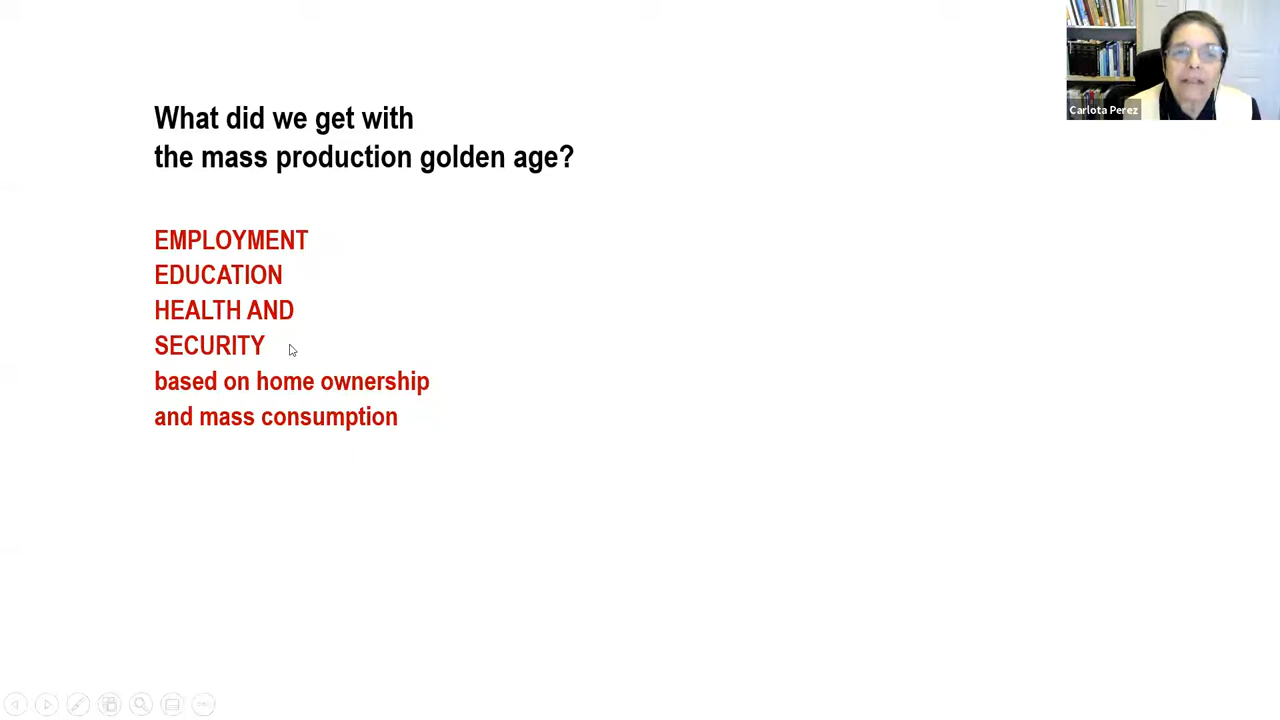 What did we get with
the mass production golden age?
EMPLOYMENT
EDUCATION
HEALTH AND
SECURITY
based on home ownership
and mass consumption
Carlota Perez